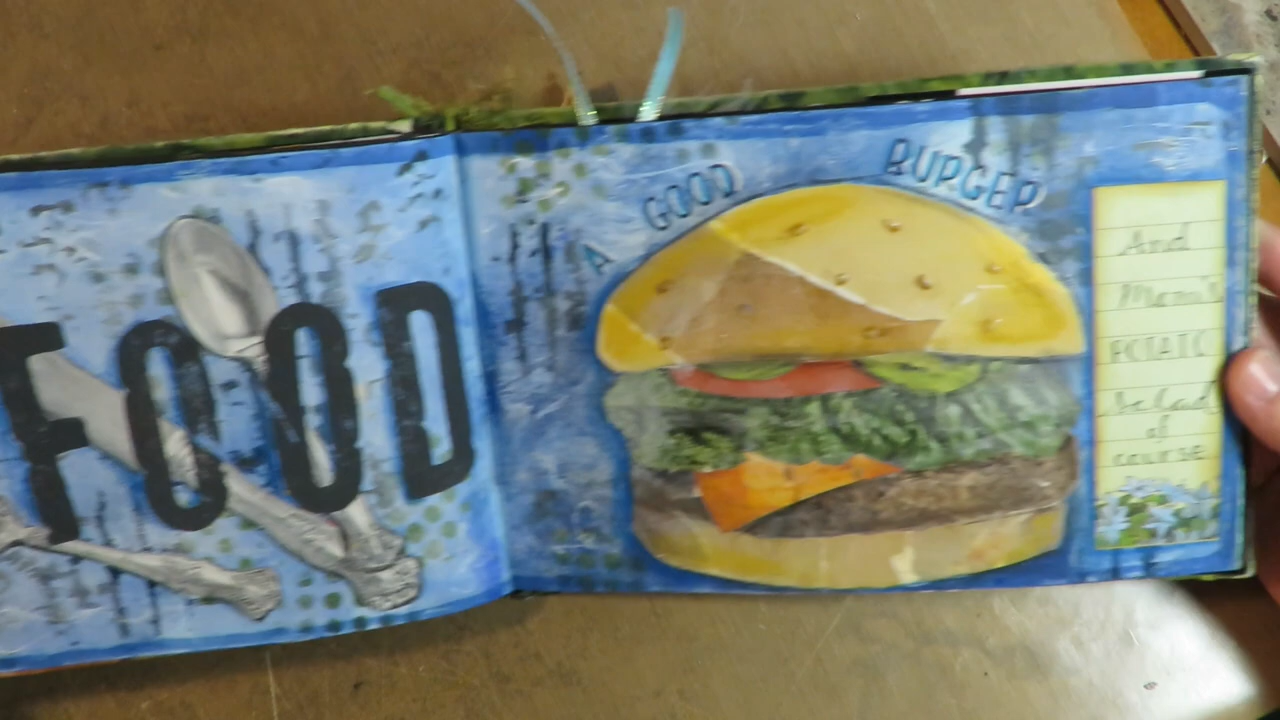 FOOD
A GOOD BURGER
And
Mom's
POTATO
Salad
of
COURSE